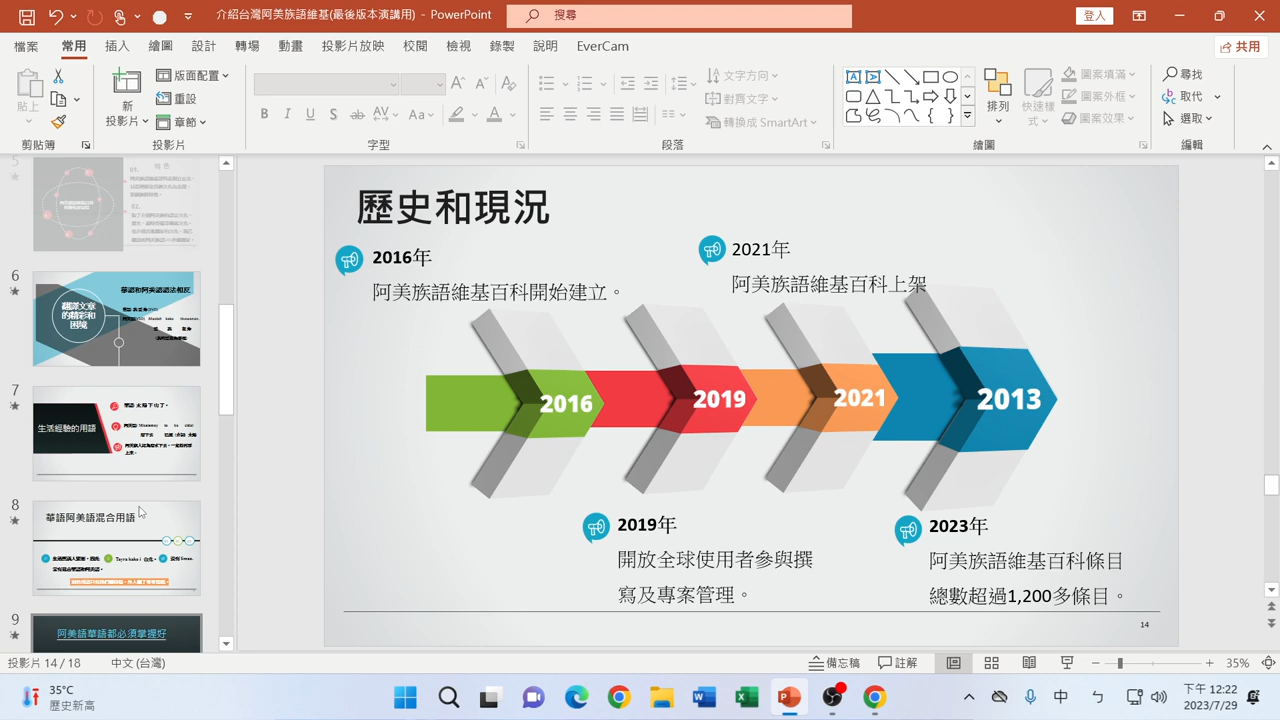 介紹台灣阿美族語維基(最後版本演講用) - PowerPoint
搜尋
登入
檔案 常用 插入 繪圖 設計 轉場 動畫 投影片放映 校閱 檢視 錄製 說明 EverCam
共用
貼上
新
投影片
版面配置
重設
章節
文字方向
對齊文字
轉換成 SmartArt
排列
快速樣
式
圖案填滿
圖案外框
圖案效果
尋找
取代
選取
剪貼簿 投影片 字型 段落 繪圖 編輯
5
特 色
6
翻譯文章
的精彩和
困境
華語和阿美語語法相反
7
生活經驗的用語
8
華語阿美語混合用語
9
阿美語華語都必須掌握好
歷史和現況
2016年
阿美族語維基百科開始建立。
2021年
阿美族語維基百科上架
2016
2019
2021
2013
2019年
開放全球使用者參與撰
寫及專案管理。
2023年
阿美族語維基百科條目
總數超過1,200多條目。
14
投影片 14 / 18
中文 (台灣)
備忘稿
註解
35%
35°C
歷史新高
中
下午 12:22
2023/7/29